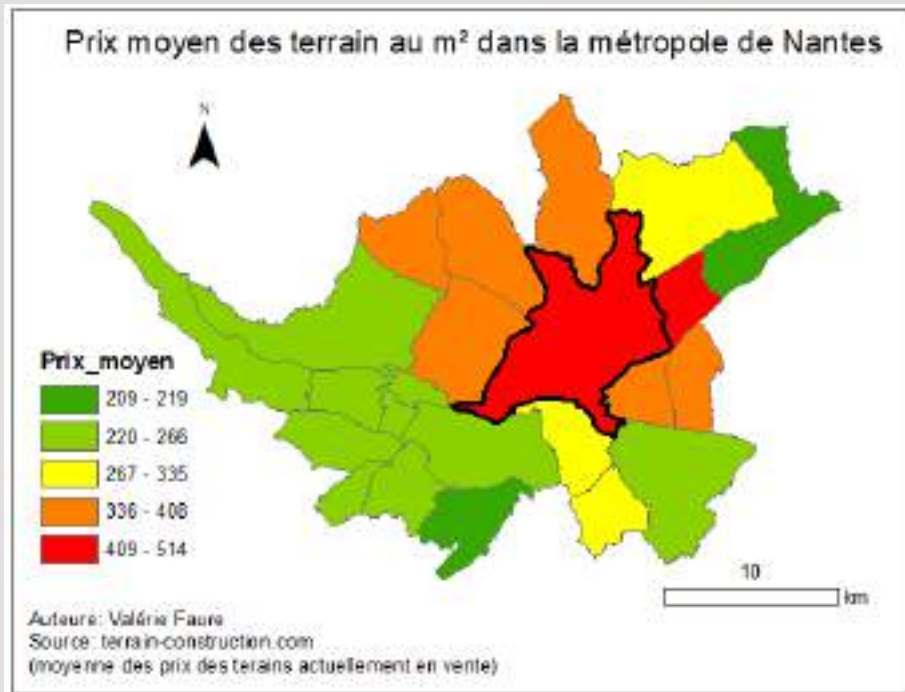 Prix moyen des terrain au m² dans la métropole de Nantes
N
Prix_moyen
209 - 219
220 - 266
267 - 335
336 - 408
409 - 514
10
km
Auteure: Valérie Faure
Source: terrain-construction.com
(moyenne des prix des terains actuellement en vente)